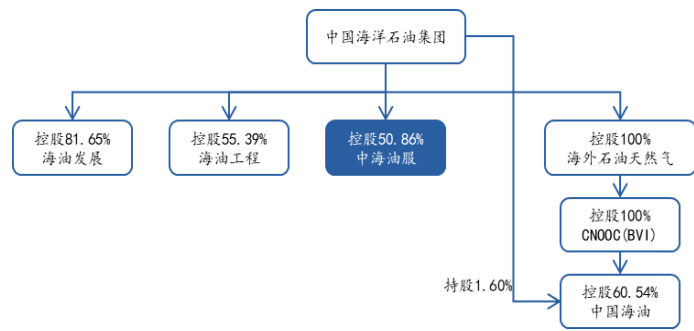 中国海洋石油集团
控股81.65%
海油发展
控股55.39%
海油工程
控股50.86%
中海油服
控股100%
海外石油天然气
控股100%
CNOOC(BVI)
持股1.60%
控股60.54%
中国海油